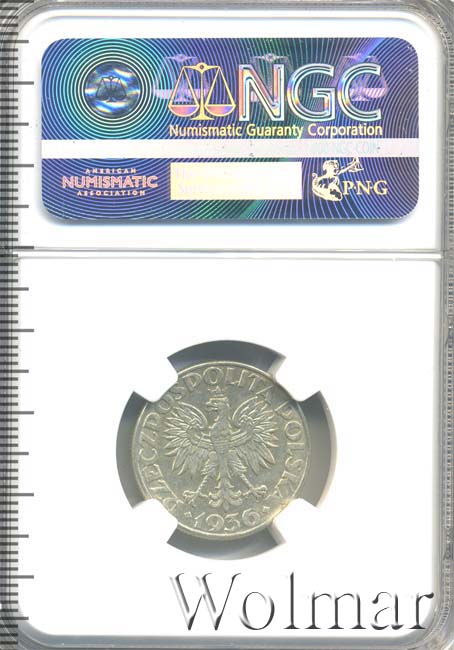 NGC
Numismatic Guaranty Corporation
AMERICAN
NUMISMATIC
ASSOCIATION
PNG
RZECZPOSPOLITA POLSKA
1936
Wolmar